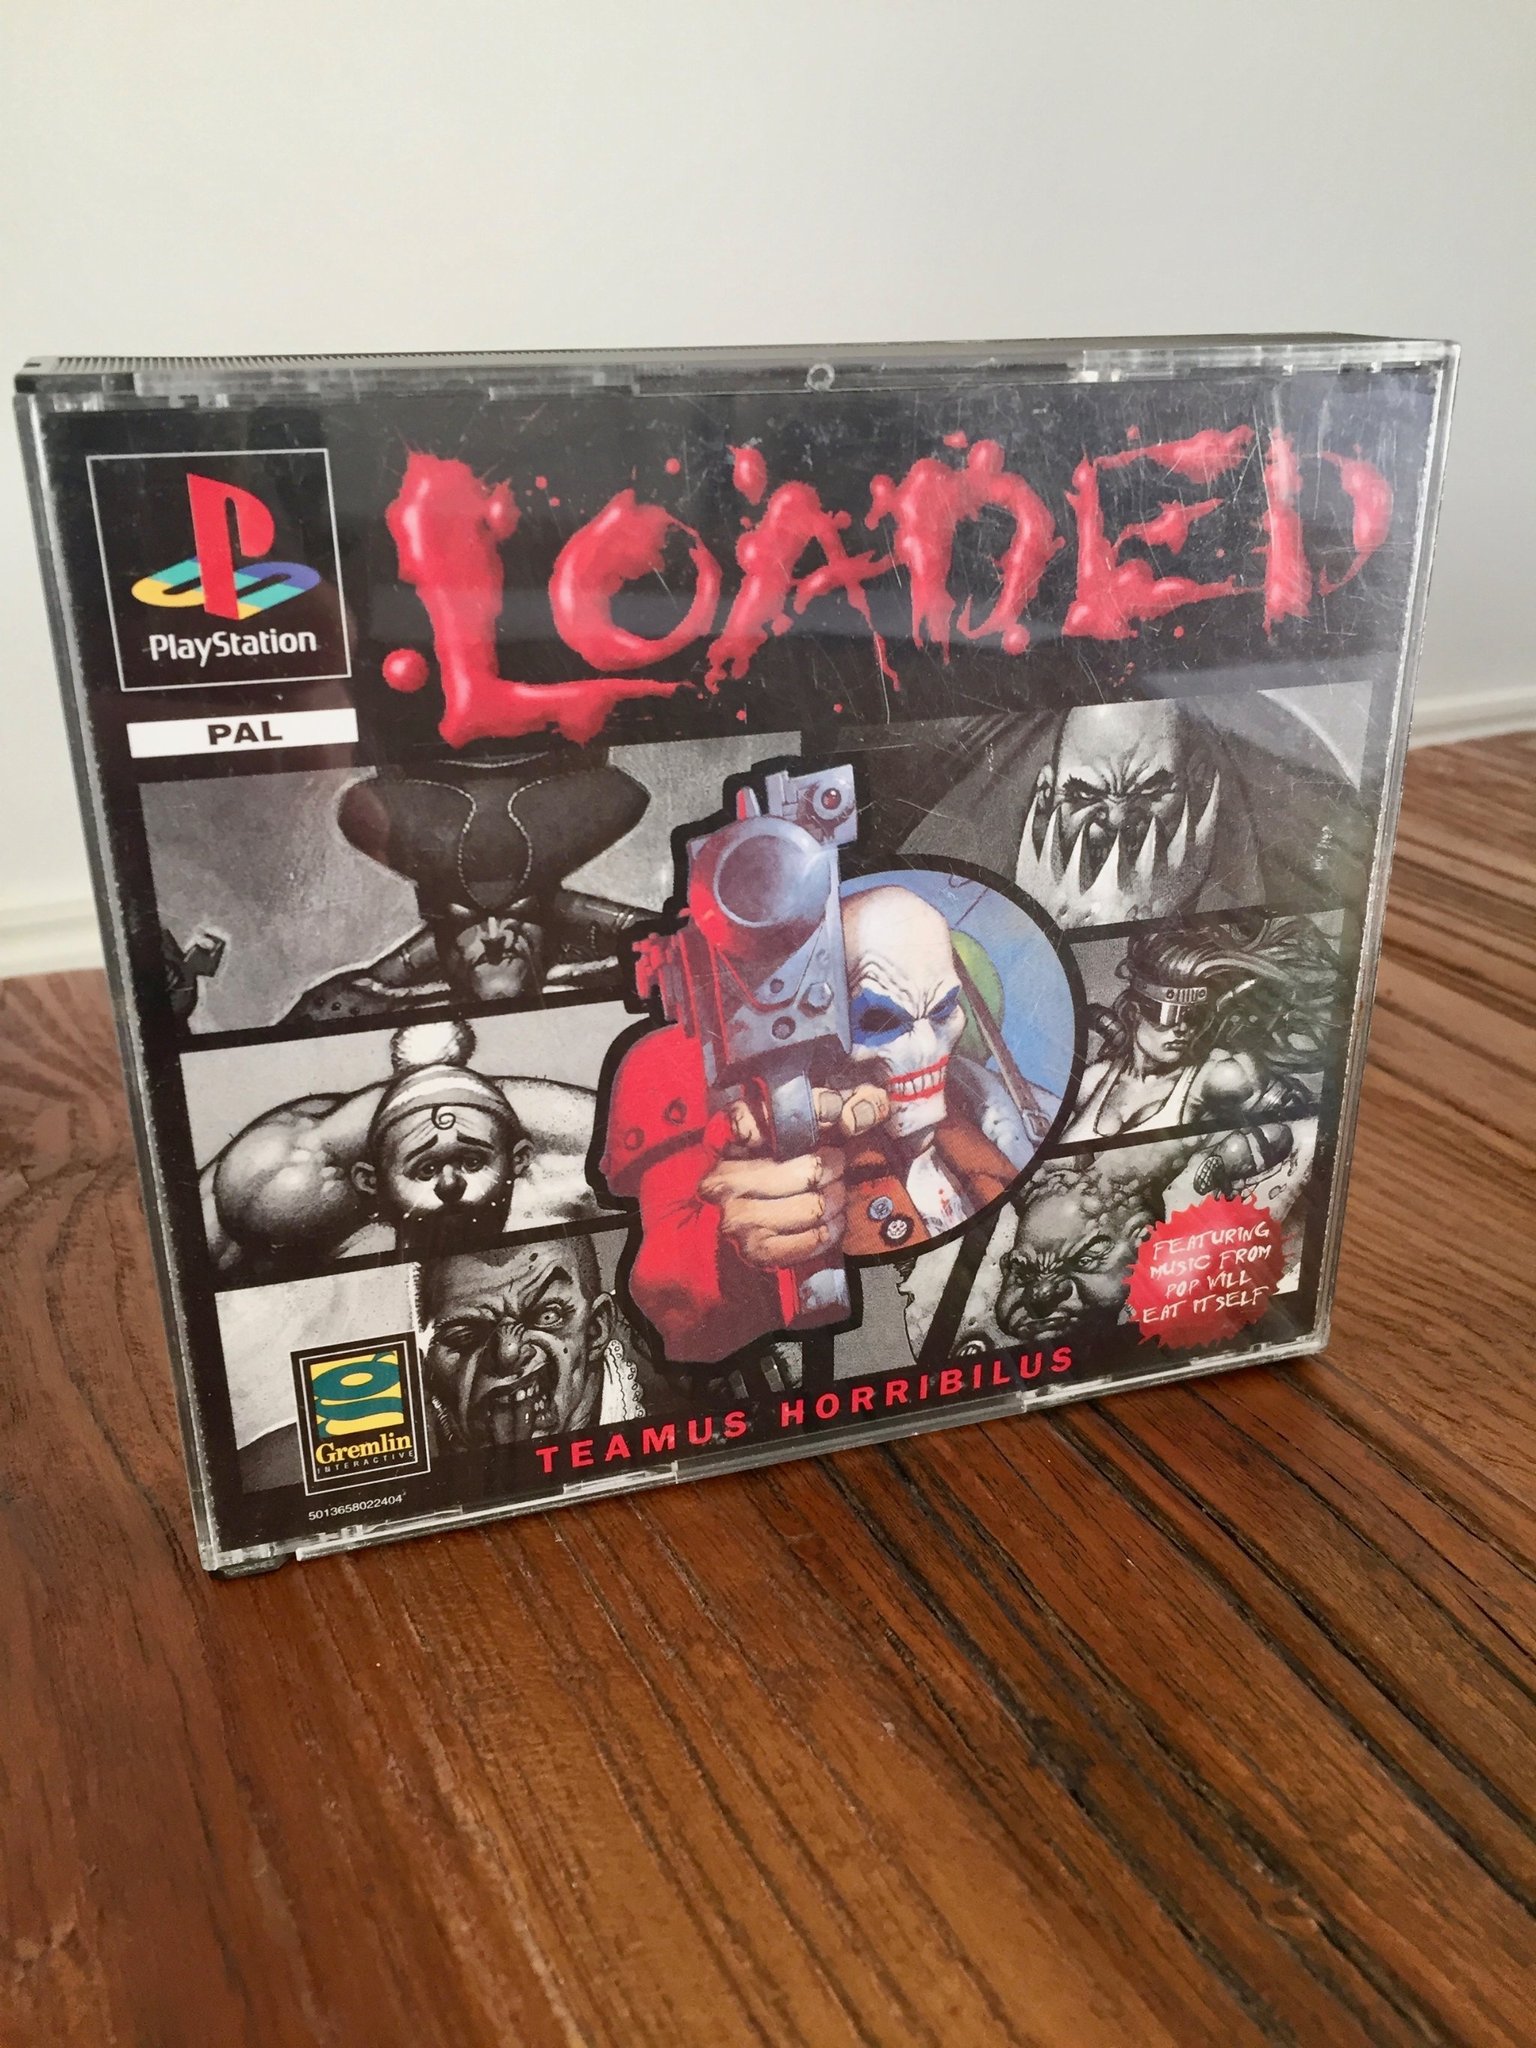 LOADED
PlayStation
PAL
FEATURING
MUSIC FROM
POP WILL
EAT ITSELF
TEAMUS HORRIBILUS
Gremlin
INTERACTIVE
5013658022404